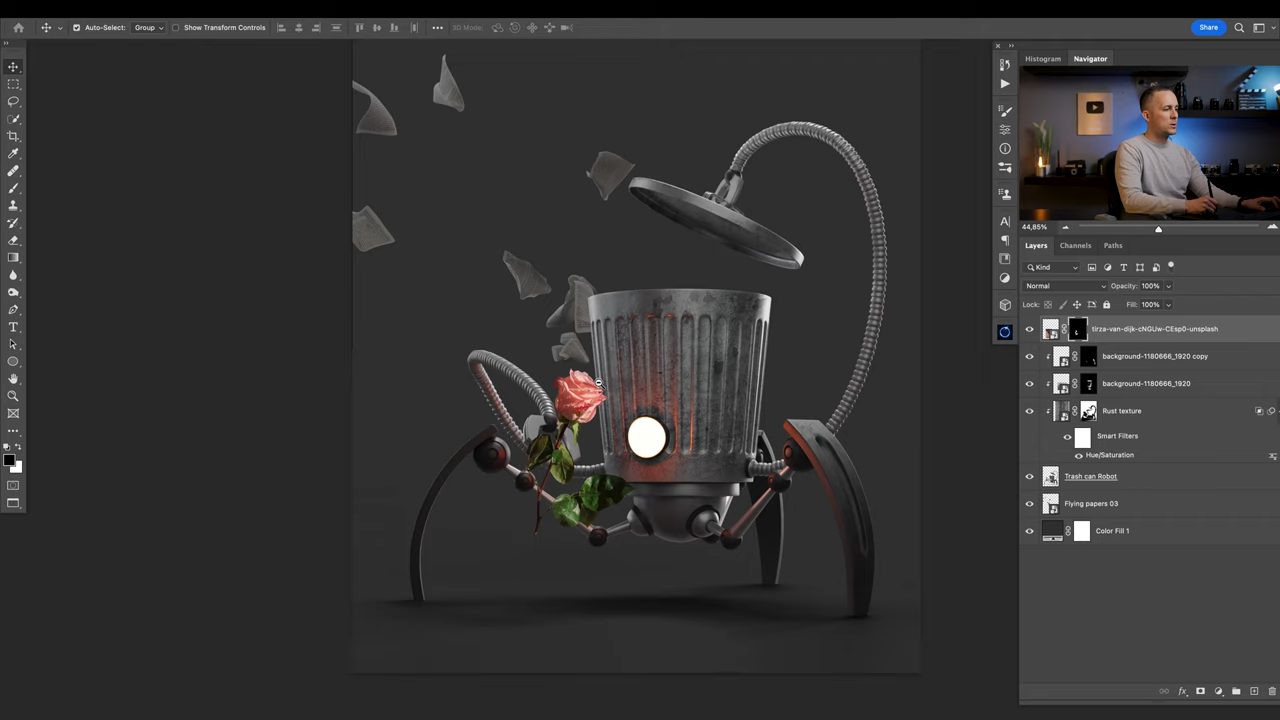 Auto-Select: Group Show Transform Controls 3D Mode: Share
Histogram Navigator
44,85%
Layers Channels Paths
Kind
Normal Opacity: 100%
Lock: Fill: 100%
tirza-van-dijk-cNGUw-CEsp0-unsplash
background-1180666_1920 copy
background-1180666_1920
Rust texture
Smart Filters
Hue/Saturation
Trash can Robot
Flying papers 03
Color Fill 1